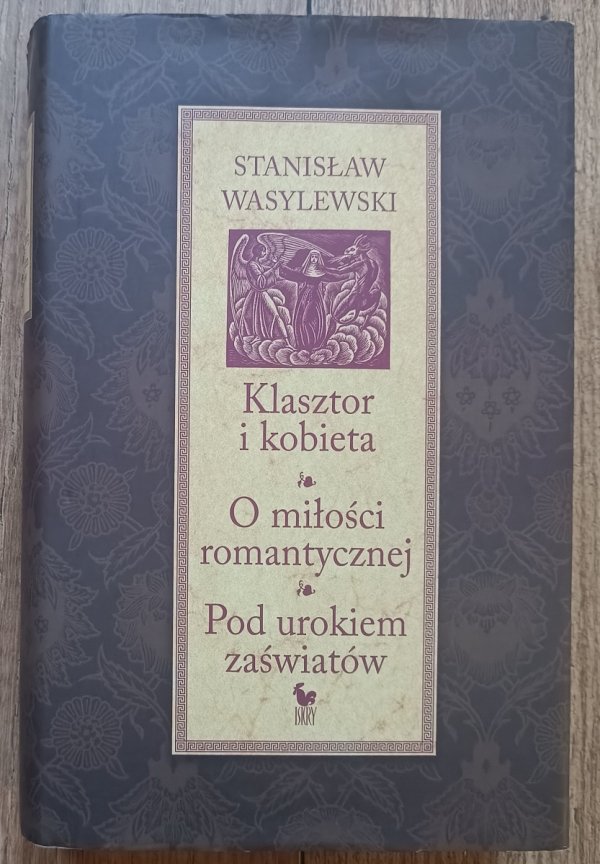 STANISŁAW
WASYLEWSKI
Klasztor
i kobieta
O miłości
romantycznej
Pod urokiem
zaświatów
ISKRY